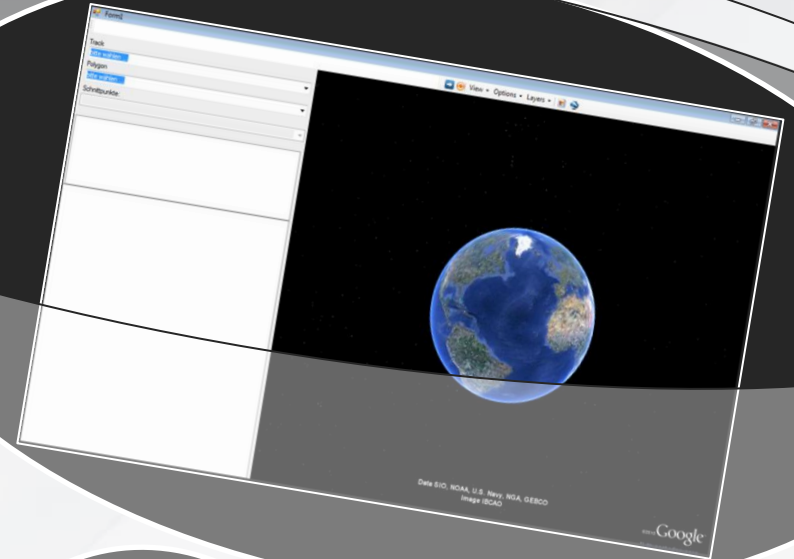 Form1
View Options Layers
Track
bitte wählen
Polygon
bitte wählen
Schnittpunkte:
Data SIO, NOAA, U.S. Navy, NGA, GEBCO
Image IBCAO
Google